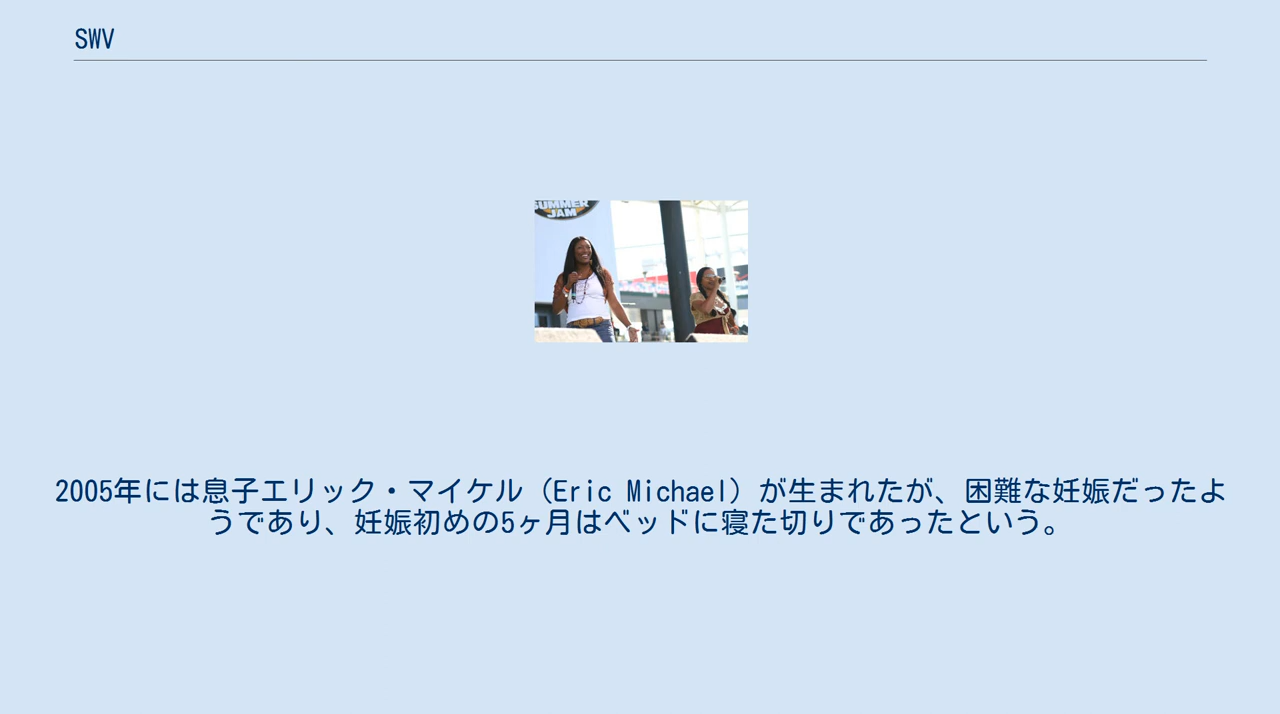 SWV
SUMMER
JAM
2005年には息子エリック・マイケル（Eric Michael）が生まれたが、困難な妊娠だったよ
うであり、妊娠初めの5ヶ月はベッドに寝た切りであったという。